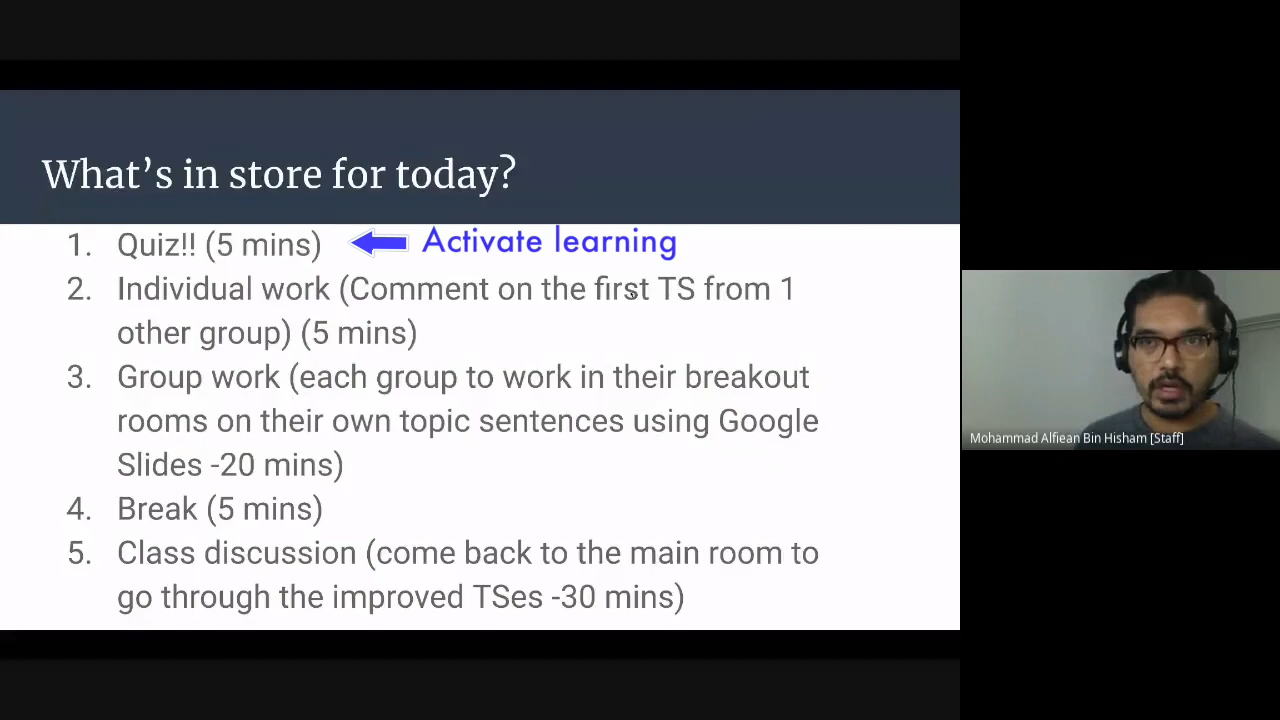 What's in store for today?
1. Quiz!! (5 mins) Activate learning
2. Individual work (Comment on the first TS from 1
other group) (5 mins)
3. Group work (each group to work in their breakout
rooms on their own topic sentences using Google
Slides -20 mins)
4. Break (5 mins)
5. Class discussion (come back to the main room to
go through the improved TSes -30 mins)
Mohammad Alfiean Bin Hisham [Staff]